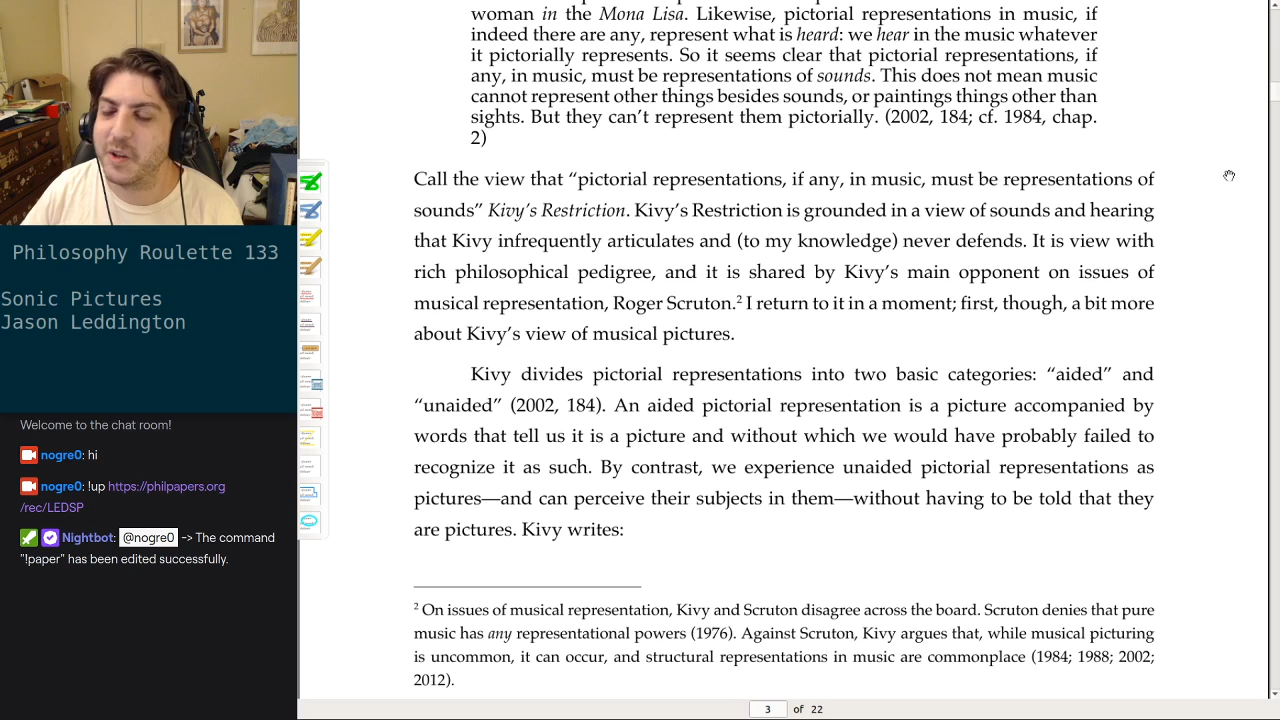 woman in the Mona Lisa. Likewise, pictorial representations in music, if
indeed there are any, represent what is heard: we hear in the music whatever
it pictorially represents. So it seems clear that pictorial representations, if
any, in music, must be representations of sounds. This does not mean music
cannot represent other things besides sounds, or paintings things other than
sights. But they can't represent them pictorially. (2002, 184; cf. 1984, chap.
2)
Call the view that “pictorial representations, if any, in music, must be representations of
sounds” Kivy's Restriction. Kivy's Restriction is grounded in a view of sounds and hearing
that Kivy infrequently articulates and (to my knowledge) never defends. It is view with
rich philosophical pedigree, and it is shared by Kivy's main opponent on issues of
musical representation, Roger Scruton.² I return to it in a moment; first, though, a bit more
about Kivy's views on music pictures.
Kivy divides pictorial representations into two basic categories: “aided” and
“unaided” (2002, 184). An aided pictorial representation is a picture accompanied by
words that tell us it is a picture and without which we would have probably failed to
recognize it as one. By contrast, we experience unaided pictorial representations as
pictures and can perceive their subjects in them without having been told that they
are pictures. Kivy writes:
² On issues of musical representation, Kivy and Scruton disagree across the board. Scruton denies that pure
music has any representational powers (1976). Against Scruton, Kivy argues that, while musical picturing
is uncommon, it can occur, and structural representations in music are commonplace (1984; 1988; 2002;
2012).
3 of 22
Philosophy Roulette 133
Sonic Pictures
Jason Leddington
Welcome to the chat room!
nogre0: hi
nogre0: !up https://philpapers.org
/rec/LEDSP
Nightbot: @nogre0 -> The command
"!paper" has been edited successfully.